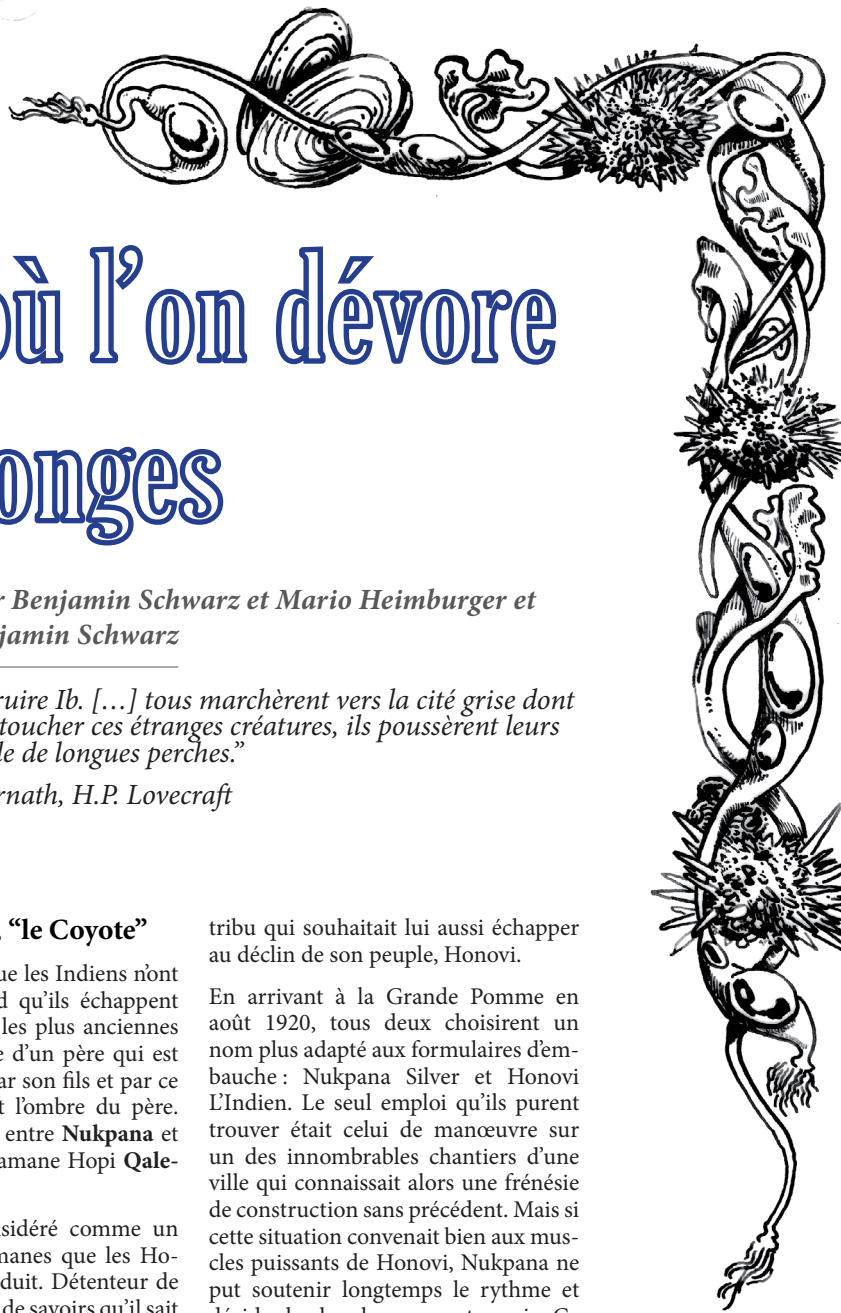 où l’on dévore
onges
r Benjamin Schwarz et Mario Heimburger et
jamin Schwarz
ruire Ib. […] tous marchèrent vers la cité grise dont
toucher ces étranges créatures, ils poussèrent leurs
de de longues perches.”
rnath, H.P. Lovecraft
, “le Coyote”
ue les Indiens n’ont
d qu’ils échappent
les plus anciennes
e d’un père qui est
ar son fils et par ce
t l’ombre du père.
entre Nukpana et
amane Hopi Qale-
sidéré comme un
manes que les Ho-
duit. Détenteur de
de savoirs qu’il sait
tribu qui souhaitait lui aussi échapper
au déclin de son peuple, Honovi.
En arrivant à la Grande Pomme en
août 1920, tous deux choisirent un
nom plus adapté aux formulaires d’em-
bauche : Nukpana Silver et Honovi
L’Indien. Le seul emploi qu’ils purent
trouver était celui de manœuvre sur
un des innombrables chantiers d’une
ville qui connaissait alors une frénésie
de construction sans précédent. Mais si
cette situation convenait bien aux mus-
cles puissants de Honovi, Nukpana ne
put soutenir longtemps le rythme et